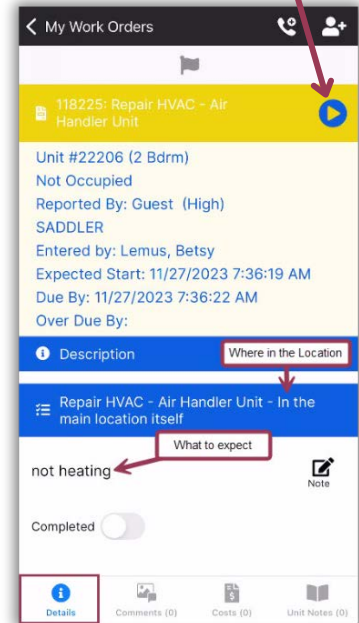 My Work Orders
118225: Repair HVAC - Air
Handler Unit
Unit #22206 (2 Bdrm)
Not Occupied
Reported By: Guest (High)
SADDLER
Entered by: Lemus, Betsy
Expected Start: 11/27/2023 7:36:19 AM
Due By: 11/27/2023 7:36:22 AM
Over Due By:
Description
Where in the Location
Repair HVAC - Air Handler Unit - In the
main location itself
What to expect
not heating
Note
Completed
Details Comments (0) Costs (0) Unit Notes (0)